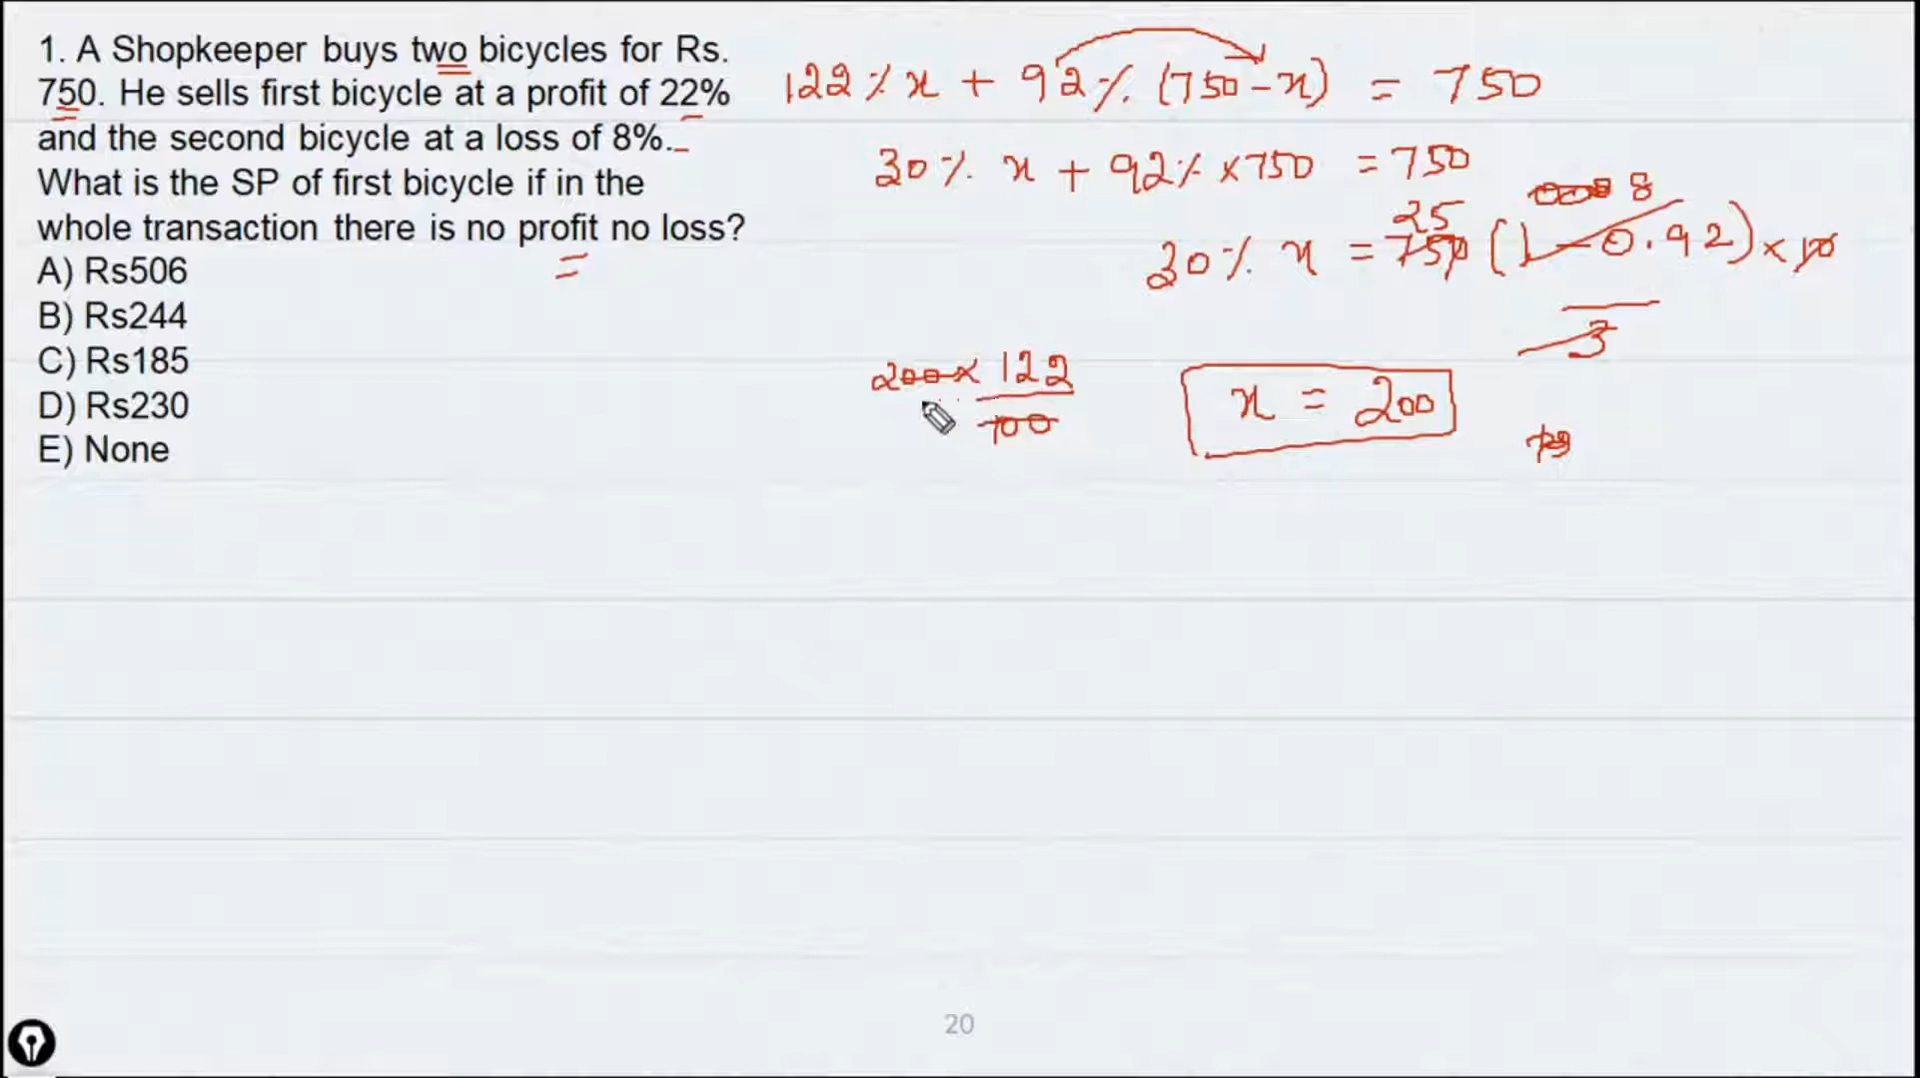 1. A Shopkeeper buys two bicycles for Rs.
750. He sells first bicycle at a profit of 22%
and the second bicycle at a loss of 8%.
What is the SP of first bicycle if in the
whole transaction there is no profit no loss?
A) Rs506
B) Rs244
C) Rs185
D) Rs230
E) None
122% x + 92% (750 - x) = 750
30% x + 92% × 750 = 750
8
25
30% x = 750 (1 - 0.92) × 10
3
200 × 122
100
x = 200
20